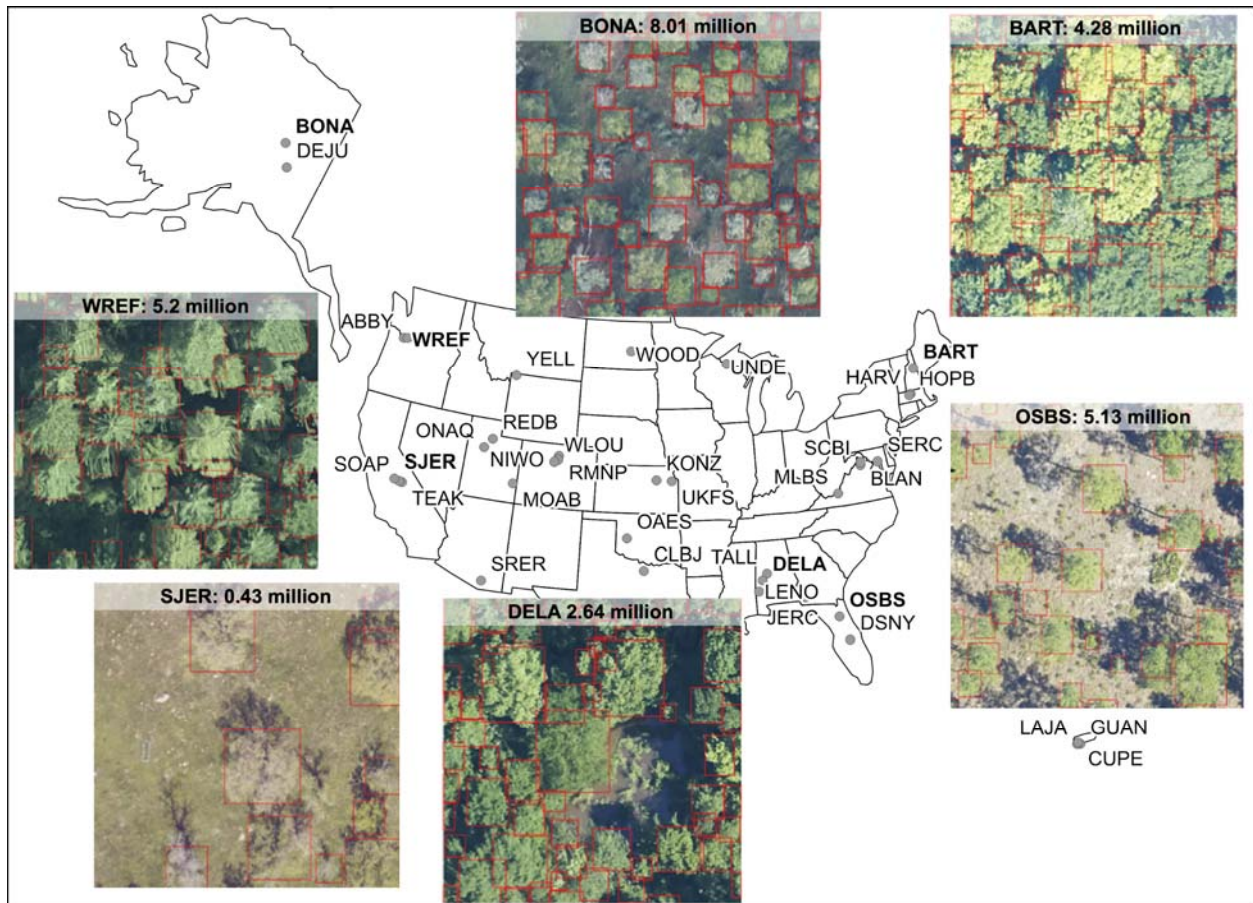 BONA: 8.01 million
BART: 4.28 million
BONA
DEJU
WREF: 5.2 million
ABBY
WREF
YELL
WOOD
UNDE
BART
HARV
HOPB
OSBS: 5.13 million
ONAQ
REDB
WLOU
NIWO
RMNP
KONZ
UKFS
SCBI
SERC
MLBS
BLAN
SOAP
SJER
TEAK
MOAB
OAES
CLBJ
SRER
TALL
DELA
LENO
JERC
OSBS
DSNY
SJER: 0.43 million
DELA 2.64 million
LAJA
GUAN
CUPE